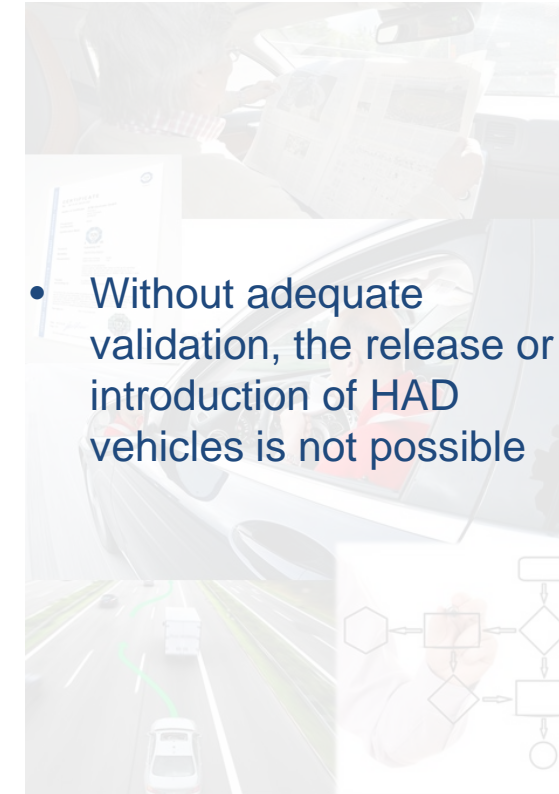 • Without adequate
validation, the release or
introduction of HAD
vehicles is not possible